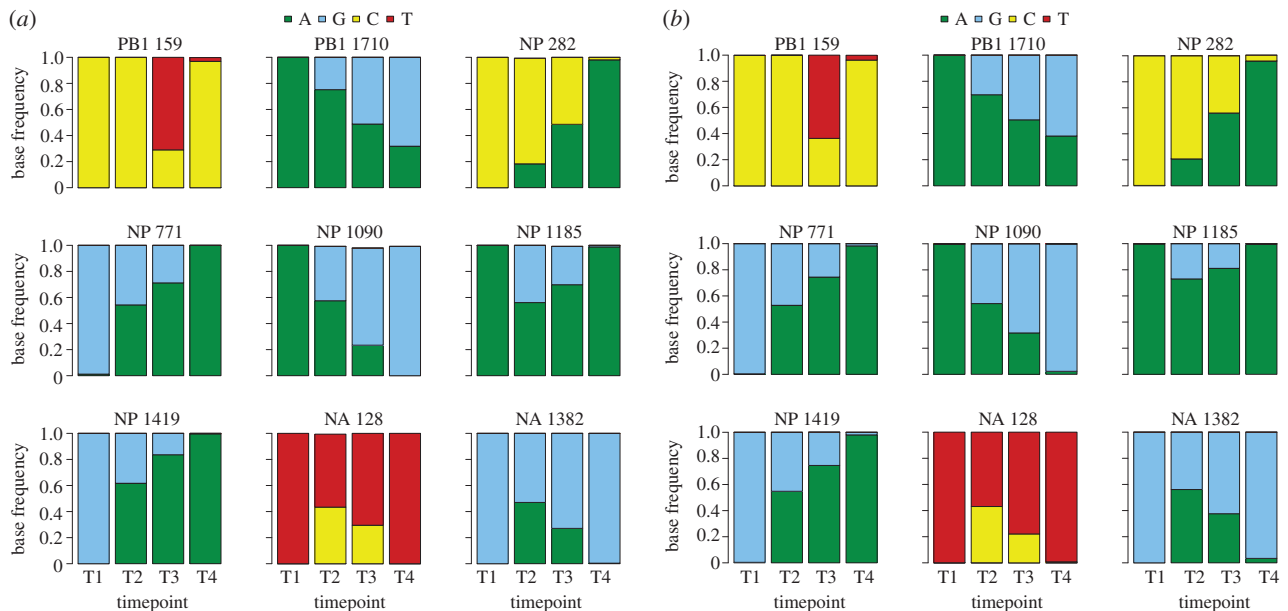 (a)
A G C T
PB1 159 PB1 1710 NP 282
base frequency
1.0
0.8
0.6
0.4
0.2
0
NP 771 NP 1090 NP 1185
base frequency
1.0
0.8
0.6
0.4
0.2
0
NP 1419 NA 128 NA 1382
base frequency
1.0
0.8
0.6
0.4
0.2
0
T1 T2 T3 T4 T1 T2 T3 T4 T1 T2 T3 T4
timepoint timepoint timepoint
(b)
A G C T
PB1 159 PB1 1710 NP 282
base frequency
1.0
0.8
0.6
0.4
0.2
0
NP 771 NP 1090 NP 1185
base frequency
1.0
0.8
0.6
0.4
0.2
0
NP 1419 NA 128 NA 1382
base frequency
1.0
0.8
0.6
0.4
0.2
0
T1 T2 T3 T4 T1 T2 T3 T4 T1 T2 T3 T4
timepoint timepoint timepoint